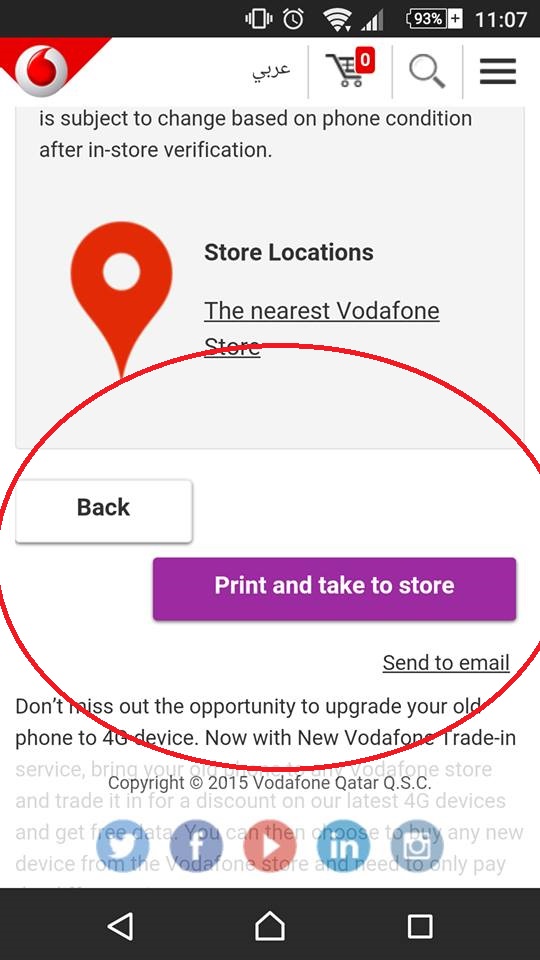 93% 11:07
عربي 0
is subject to change based on phone condition
after in-store verification.
Store Locations
The nearest Vodafone
Store
Back
Print and take to store
Send to email
Don’t miss out the opportunity to upgrade your old
phone to 4G device. Now with New Vodafone Trade-in
service, bring your old phone to any Vodafone store
Copyright © 2015 Vodafone Qatar Q.S.C.
and trade it in for a discount on our latest 4G devices
and get free data. You can then choose to buy any new
device from the Vodafone store and need to only pay